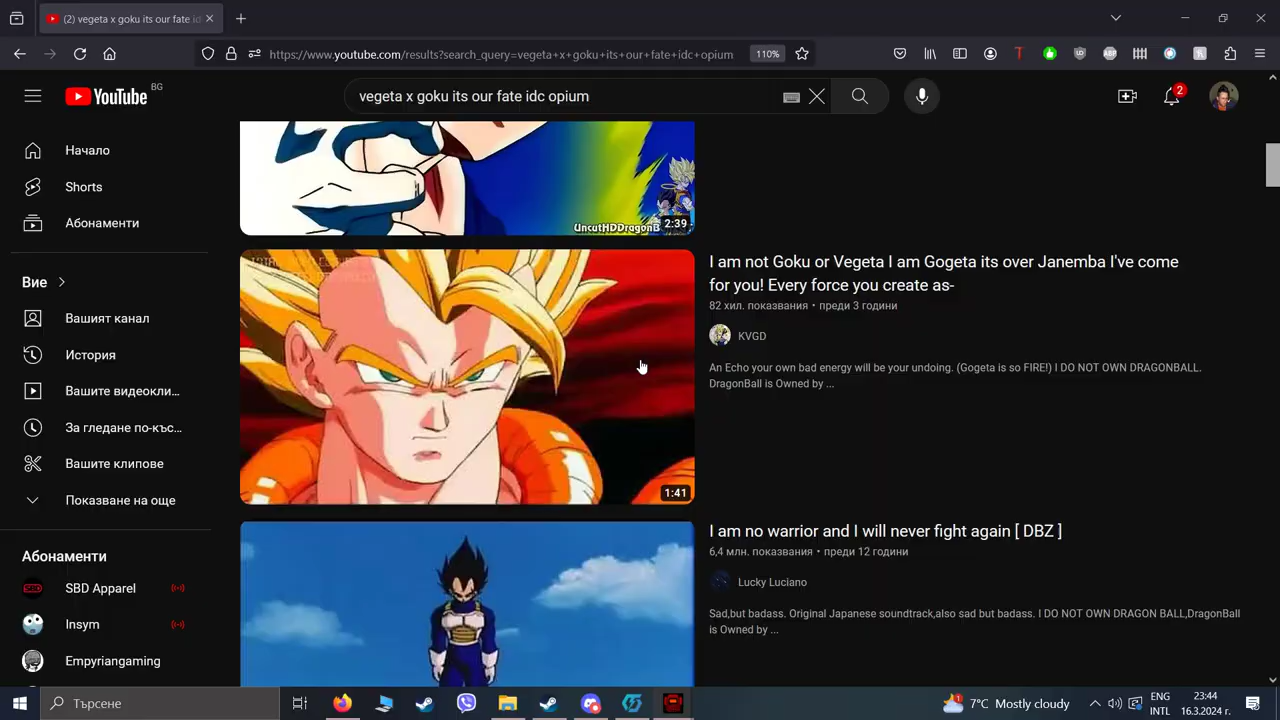 (2) vegeta x goku its our fate id
https://www.youtube.com/results?search_query=vegeta+x+goku+its+our+fate+idc+opium
110%
YouTube BG
vegeta x goku its our fate idc opium
2
Начало
Shorts
Абонаменти
Вие
Вашият канал
История
Вашите видеокли...
За гледане по-къс...
Вашите клипове
Показване на още
Абонаменти
SBD Apparel
Insym
Empyriangaming
UncutHDDragonB
2:39
I am not Goku or Vegeta I am Gogeta its over Janemba I've come
for you! Every force you create as-
82 хил. показвания • преди 3 години
KVGD
An Echo your own bad energy will be your undoing. (Gogeta is so FIRE!) I DO NOT OWN DRAGONBALL.
DragonBall is Owned by ...
1:41
I am no warrior and I will never fight again [ DBZ ]
6,4 млн. показвания • преди 12 години
Lucky Luciano
Sad,but badass. Original Japanese soundtrack,also sad but badass. I DO NOT OWN DRAGON BALL,DragonBall
is Owned by ...
Търсене
1
7°C Mostly cloudy
ENG
INTL
23:44
16.3.2024 г.